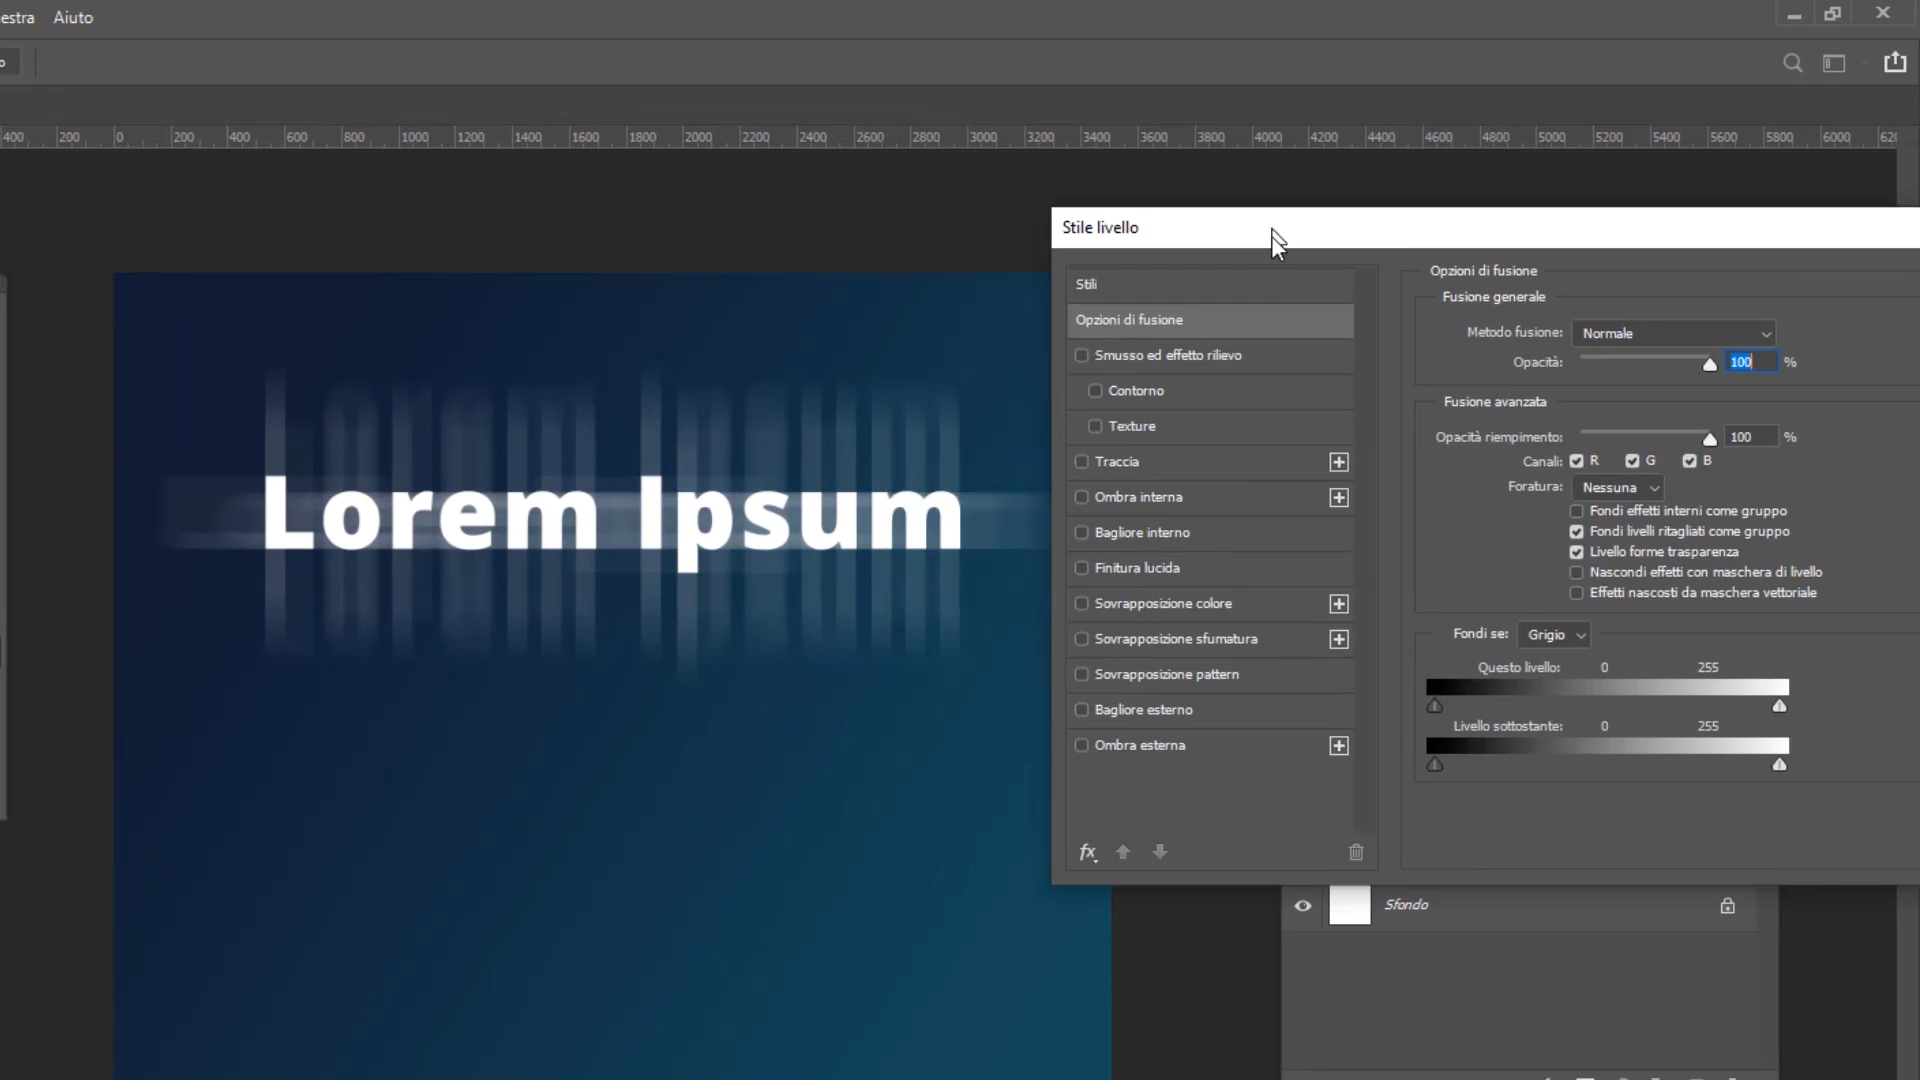 estra Aiuto
o
400 200 0 200 400 600 800 1000 1200 1400 1600 1800 2000 2200 2400 2600 2800 3000 3200 3400 3600 3800 4000 4200 4400 4600 4800 5000 5200 5400 5600 5800 6000 620
Stile livello
Stili
Opzioni di fusione
Smusso ed effetto rilievo
Contorno
Texture
Traccia
Ombra interna
Bagliore interno
Finitura lucida
Sovrapposizione colore
Sovrapposizione sfumatura
Sovrapposizione pattern
Bagliore esterno
Ombra esterna
fx
Opzioni di fusione
Fusione generale
Metodo fusione: Normale
Opacità: 100 %
Fusione avanzata
Opacità riempimento: 100 %
Canali: R G B
Foratura: Nessuna
Fondi effetti interni come gruppo
Fondi livelli ritagliati come gruppo
Livello forme trasparenza
Nascondi effetti con maschera di livello
Effetti nascosti da maschera vettoriale
Fondi se: Grigio
Questo livello: 0 255
Livello sottostante: 0 255
Lorem Ipsum
Sfondo